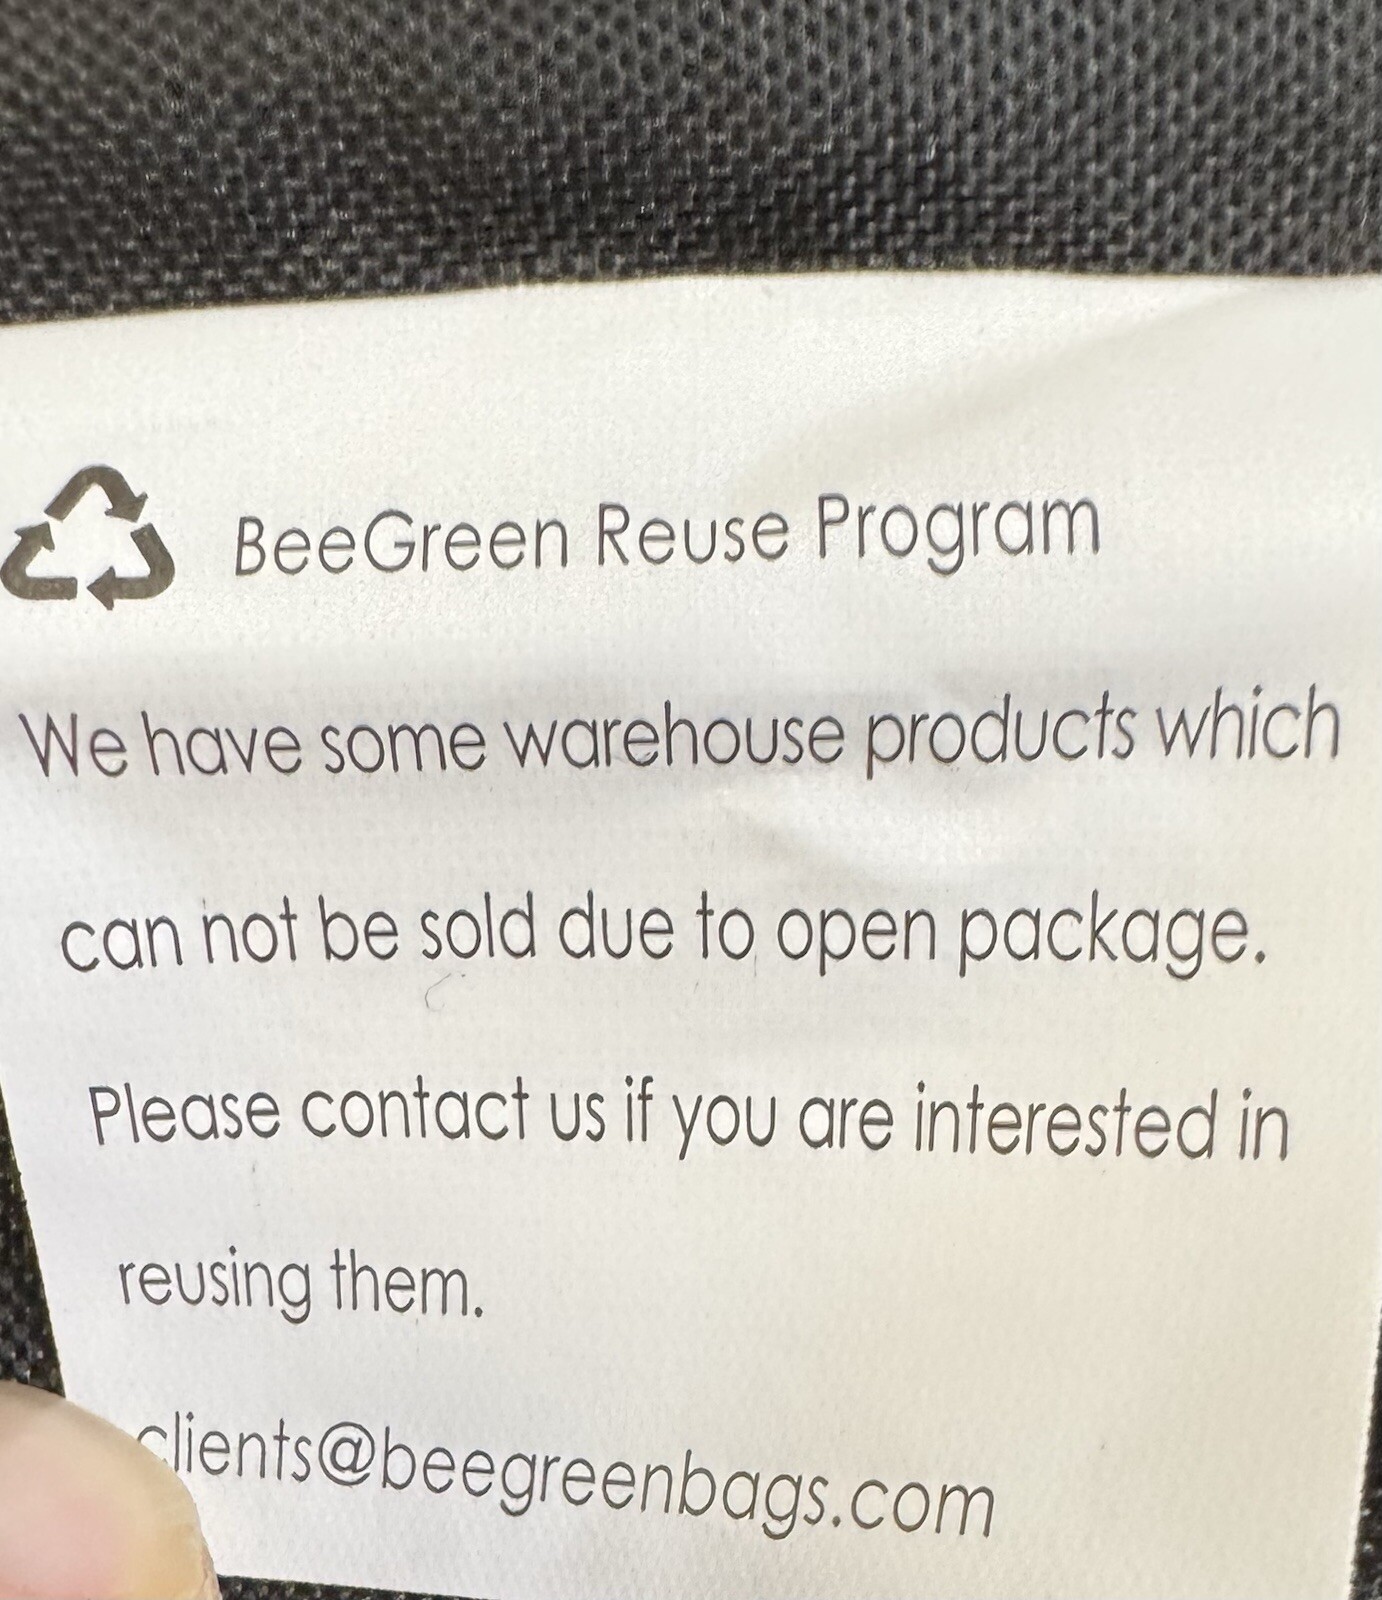 BeeGreen Reuse Program
We have some warehouse products which
can not be sold due to open package.
Please contact us if you are interested in
reusing them.
clients@beegreenbags.com